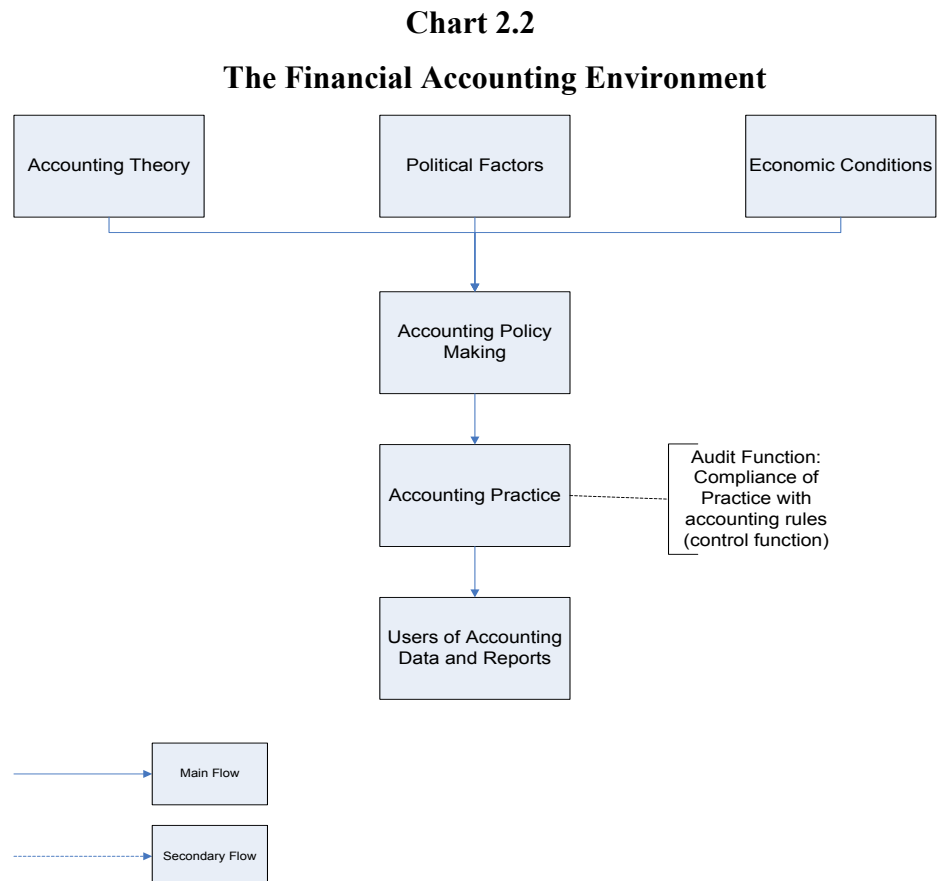 Chart 2.2
The Financial Accounting Environment
Accounting Theory
Political Factors
Economic Conditions
Accounting Policy
Making
Accounting Practice
Audit Function:
Compliance of
Practice with
accounting rules
(control function)
Users of Accounting
Data and Reports
Main Flow
Secondary Flow